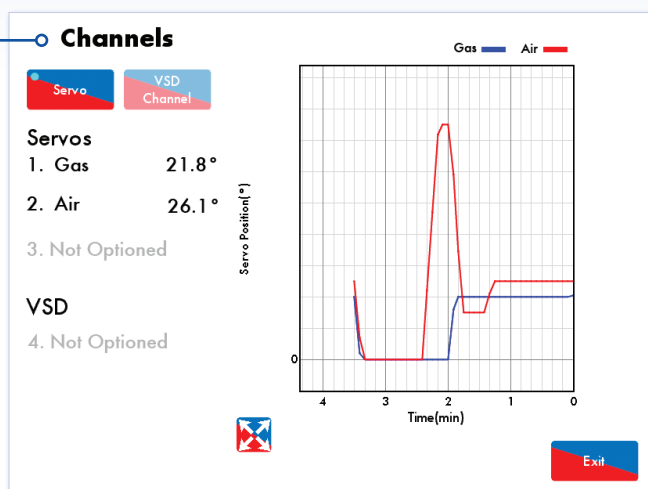 Channels
Gas
Air
Servo
VSD
Channel
Servos
1. Gas 21.8°
2. Air 26.1°
3. Not Optioned
VSD
4. Not Optioned
Servo Position(°)
0
4 3 2 1 0
Time(min)
Exit